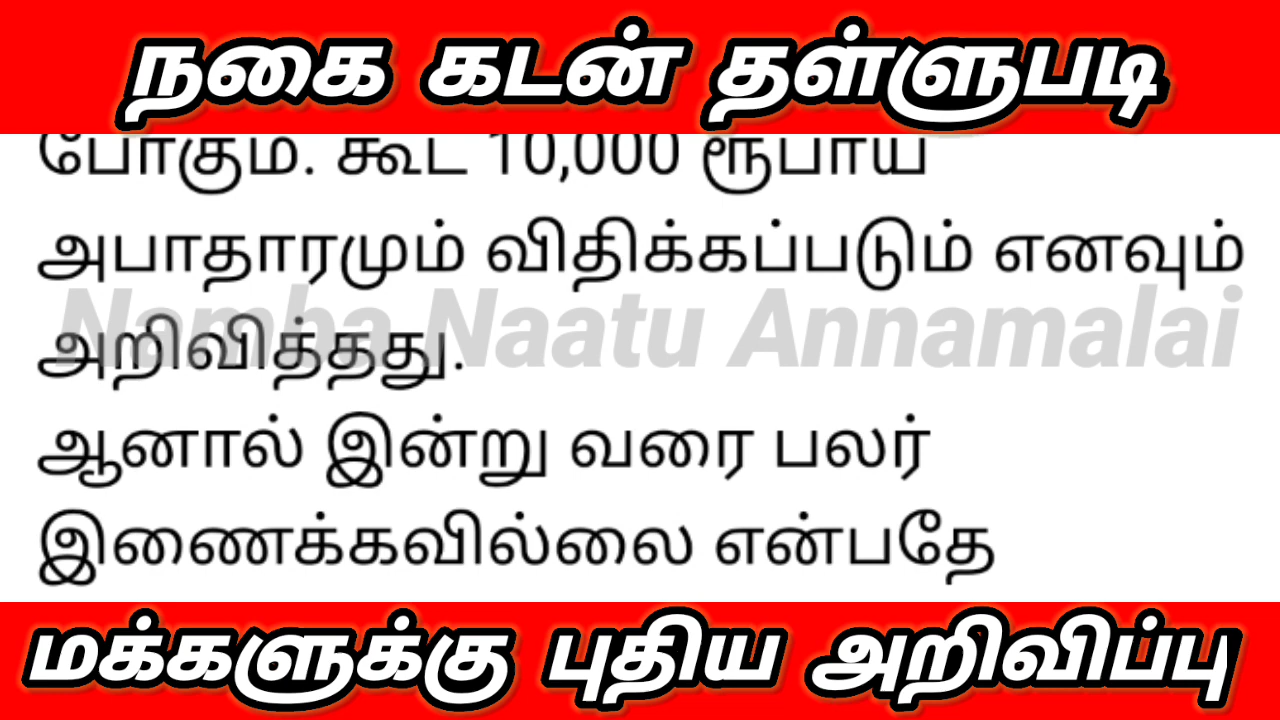 நகை கடன் தள்ளுபடி
போகும். கூட 10,000 ரூபாய்
அபாதாரமும் விதிக்கப்படும் எனவும்
Namba Naatu Annamalai
அறிவித்தது.
ஆனால் இன்று வரை பலர்
இணைக்கவில்லை என்பதே
மக்களுக்கு புதிய அறிவிப்பு